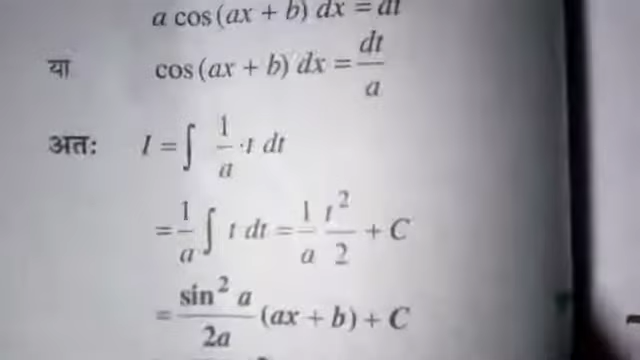 a cos (ax + b) dx = dt
या cos (ax + b) dx = dt/a
अतः I = ∫ 1/a · t dt
= 1/a ∫ t dt = 1/a t²/2 + C
= sin² a/2a (ax + b) + C